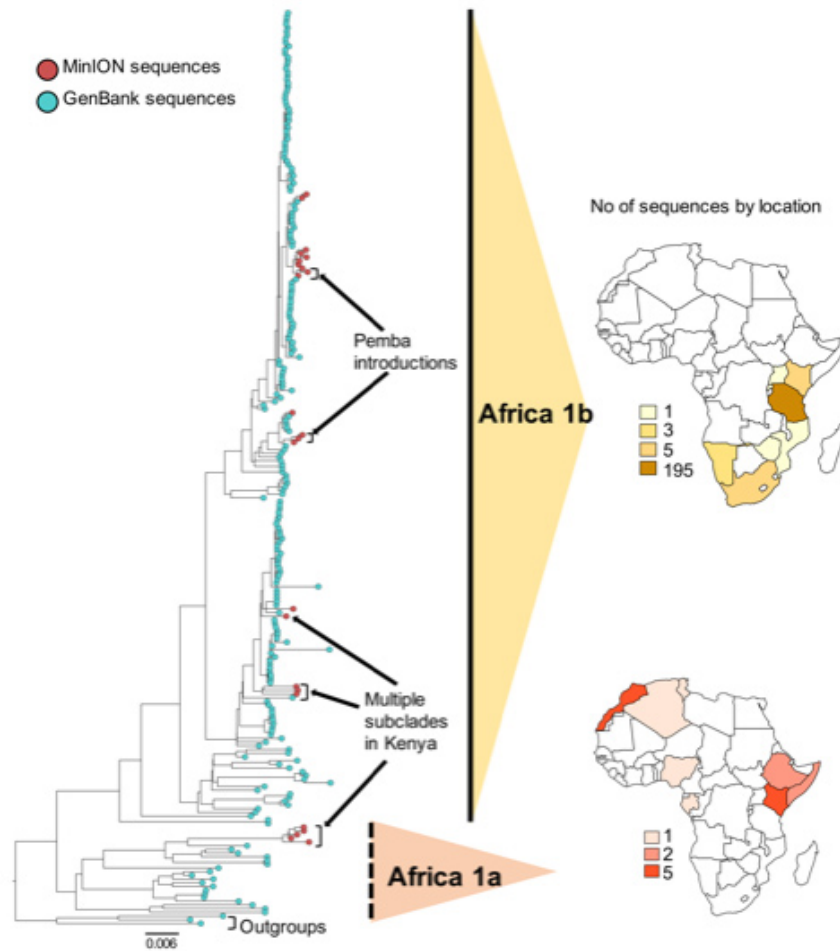 MinION sequences
GenBank sequences
No of sequences by location
Pemba
introductions
Africa 1b
1
3
5
195
Multiple
subclades
in Kenya
Africa 1a
1
2
5
Outgroups
0.006